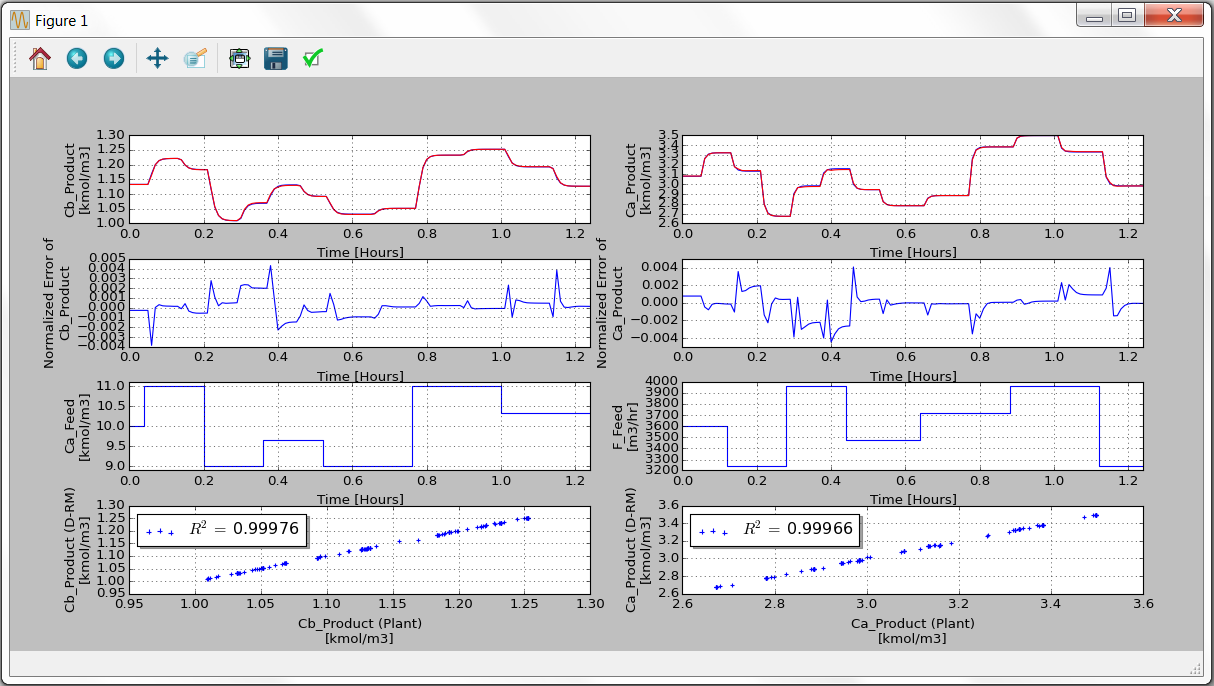 Figure 1
Cb_Product
[kmol/m3]
1.30
1.25
1.20
1.15
1.10
1.05
1.00
0.0 0.2 0.4 0.6 0.8 1.0 1.2
Time [Hours]
Ca_Product
[kmol/m3]
3.5
3.4
3.3
3.2
3.1
3.0
2.9
2.8
2.7
2.6
0.0 0.2 0.4 0.6 0.8 1.0 1.2
Time [Hours]
Normalized Error of
Cb_Product
0.005
0.004
0.003
0.002
0.001
0.000
−0.001
−0.002
−0.003
−0.004
0.0 0.2 0.4 0.6 0.8 1.0 1.2
Time [Hours]
Normalized Error of
Ca_Product
0.004
0.002
0.000
−0.002
−0.004
0.0 0.2 0.4 0.6 0.8 1.0 1.2
Time [Hours]
Ca_Feed
[kmol/m3]
11.0
10.5
10.0
9.5
9.0
0.0 0.2 0.4 0.6 0.8 1.0 1.2
Time [Hours]
F_Feed
[m3/hr]
4000
3900
3800
3700
3600
3500
3400
3300
3200
0.0 0.2 0.4 0.6 0.8 1.0 1.2
Time [Hours]
Cb_Product (D-RM)
[kmol/m3]
1.30
1.25
1.20
1.15
1.10
1.05
1.00
0.95
R² = 0.99976
0.95 1.00 1.05 1.10 1.15 1.20 1.25 1.30
Cb_Product (Plant)
[kmol/m3]
Ca_Product (D-RM)
[kmol/m3]
3.6
3.4
3.2
3.0
2.8
2.6
R² = 0.99966
2.6 2.8 3.0 3.2 3.4 3.6
Ca_Product (Plant)
[kmol/m3]